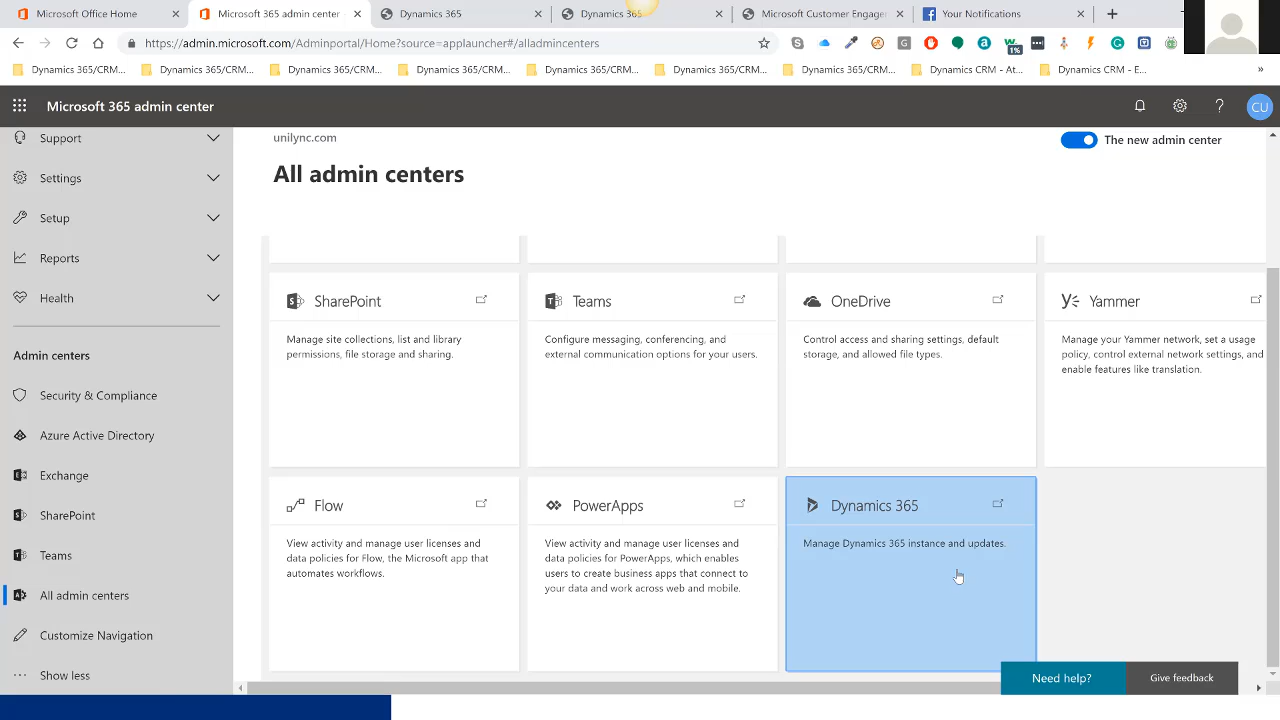 Microsoft Office Home
Microsoft 365 admin center
Dynamics 365
Dynamics 365
Microsoft Customer Engage
Your Notifications
https://admin.microsoft.com/
/alladmincenters
1%
Dynamics 365/CRM...
Dynamics 365/CRM...
Dynamics 365/CRM...
Dynamics 365/CRM...
Dynamics 365/CRM...
Dynamics 365/CRM...
Dynamics 365/CRM...
Dynamics CRM - At...
Dynamics CRM - E...
»
Microsoft 365 admin center
?
CU
Support
Settings
Setup
Reports
Health
Admin centers
Security & Compliance
Azure Active Directory
Exchange
SharePoint
Teams
All admin centers
Customize Navigation
Show less
unilync.com
The new admin center
All admin centers
SharePoint
Manage site collections, list and library
permissions, file storage and sharing.
Teams
Configure messaging, conferencing, and
external communication options for your users.
OneDrive
Control access and sharing settings, default
storage, and allowed file types.
Yammer
Manage your Yammer network, set a usage
policy, control external network settings, and
enable features like translation.
Flow
View activity and manage user licenses and
data policies for Flow, the Microsoft app that
automates workflows.
PowerApps
View activity and manage user licenses and
data policies for PowerApps, which enables
users to create business apps that connect to
your data and work across web and mobile.
Dynamics 365
Manage Dynamics 365 instance and updates.
Need help?
Give feedback